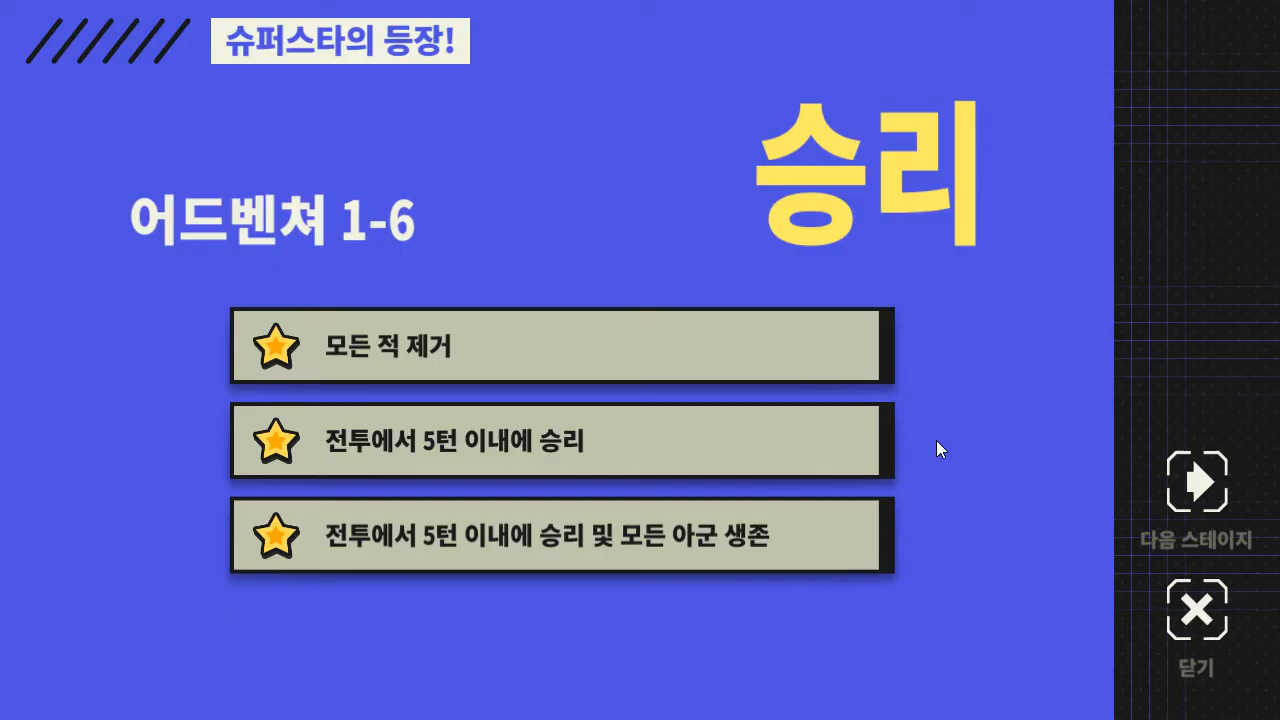 슈퍼스타의 등장!
승리
어드벤쳐 1-6
모든 적 제거
전투에서 5턴 이내에 승리
전투에서 5턴 이내에 승리 및 모든 아군 생존
다음 스테이지
닫기